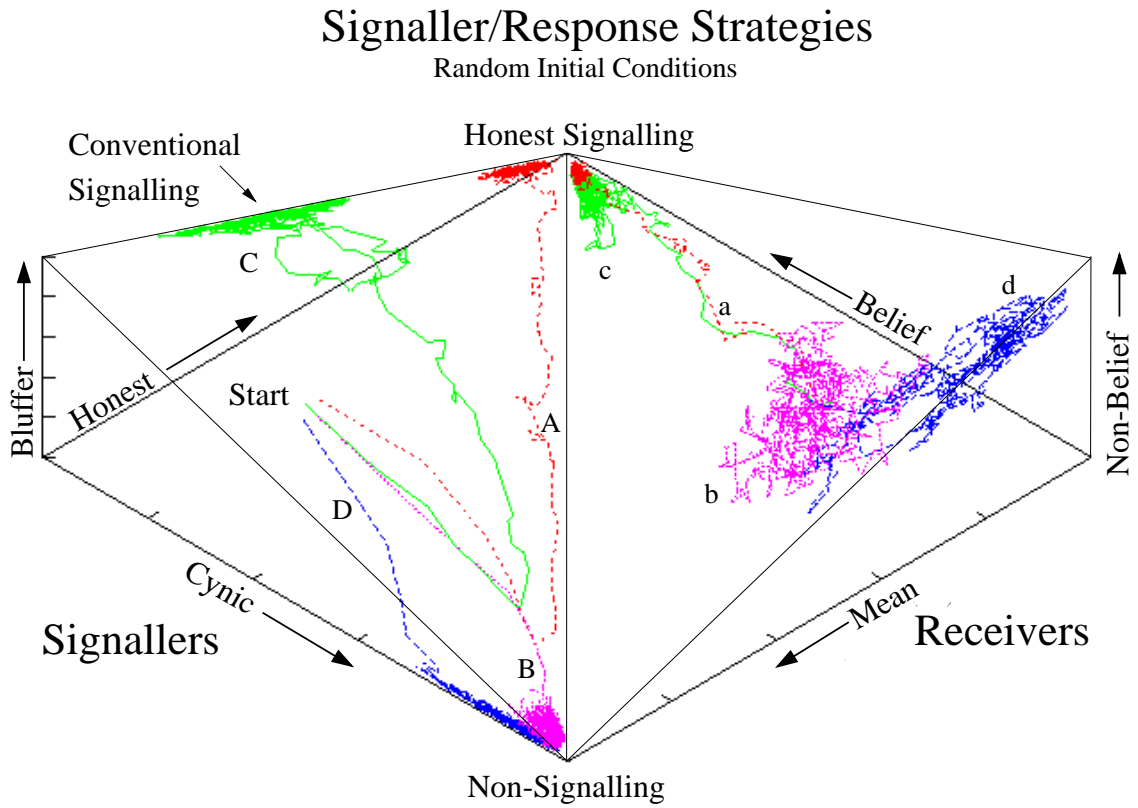 Signaller/Response Strategies
Random Initial Conditions
Honest Signalling
Conventional
Signalling
C
c
d
a
Belief
Bluffer
Honest
Start
A
Non-Belief
b
D
Cynic
Mean
Signallers
Receivers
B
Non-Signalling